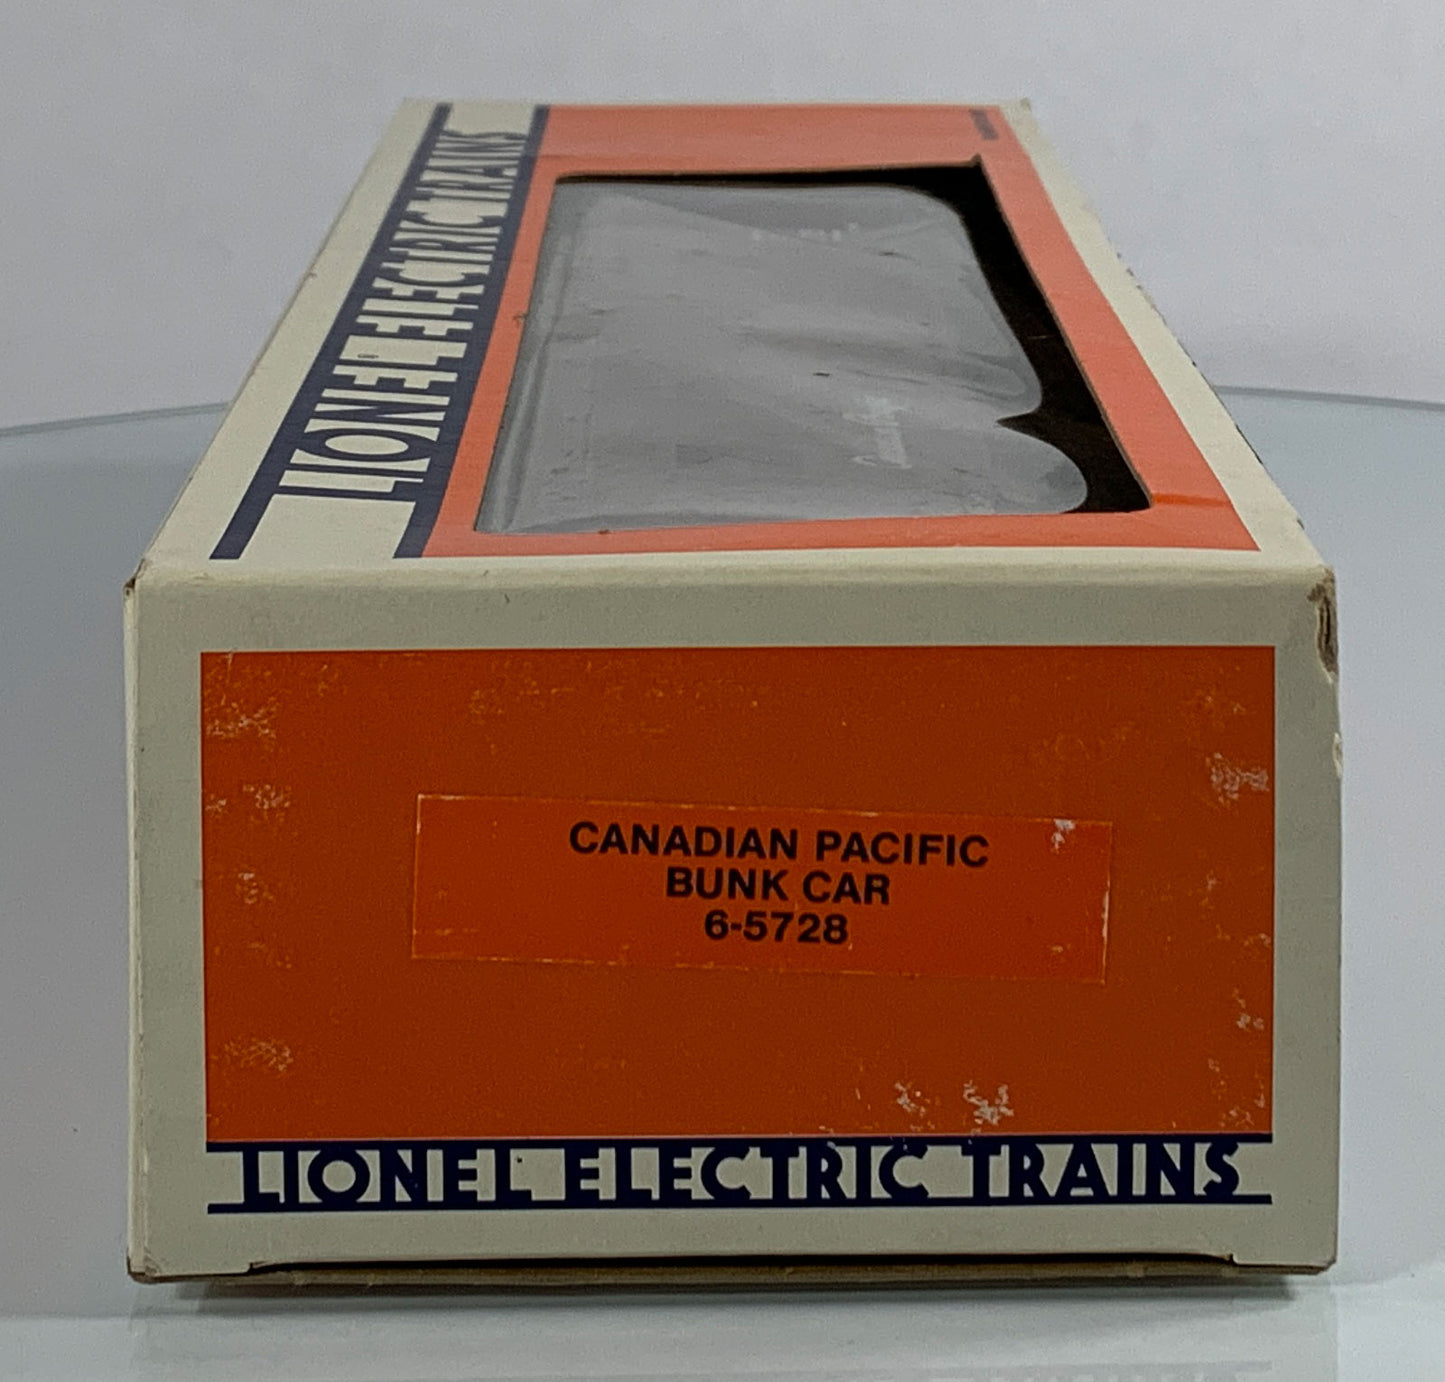 LIONEL ELECTRIC TRAINS
CANADIAN PACIFIC
BUNK CAR
6-5728
LIONEL ELECTRIC TRAINS